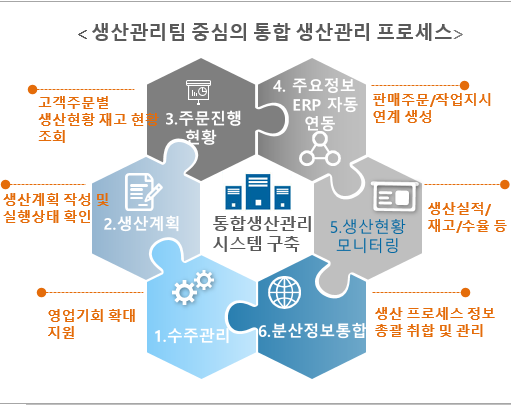 < 생산관리팀 중심의 통합 생산관리 프로세스>
고객주문별
생산현황 재고 현황
조회
3.주문진행
현황
4. 주요정보
ERP 자동
연동
판매주문/작업지시
연계 생성
생산계획 작성 및
실행상태 확인
2.생산계획
통합생산관리
시스템 구축
5.생산현황
모니터링
생산실적/
재고/수율 등
영업기회 확대
지원
1.수주관리
6.분산정보통합
생산 프로세스 정보
총괄 취합 및 관리